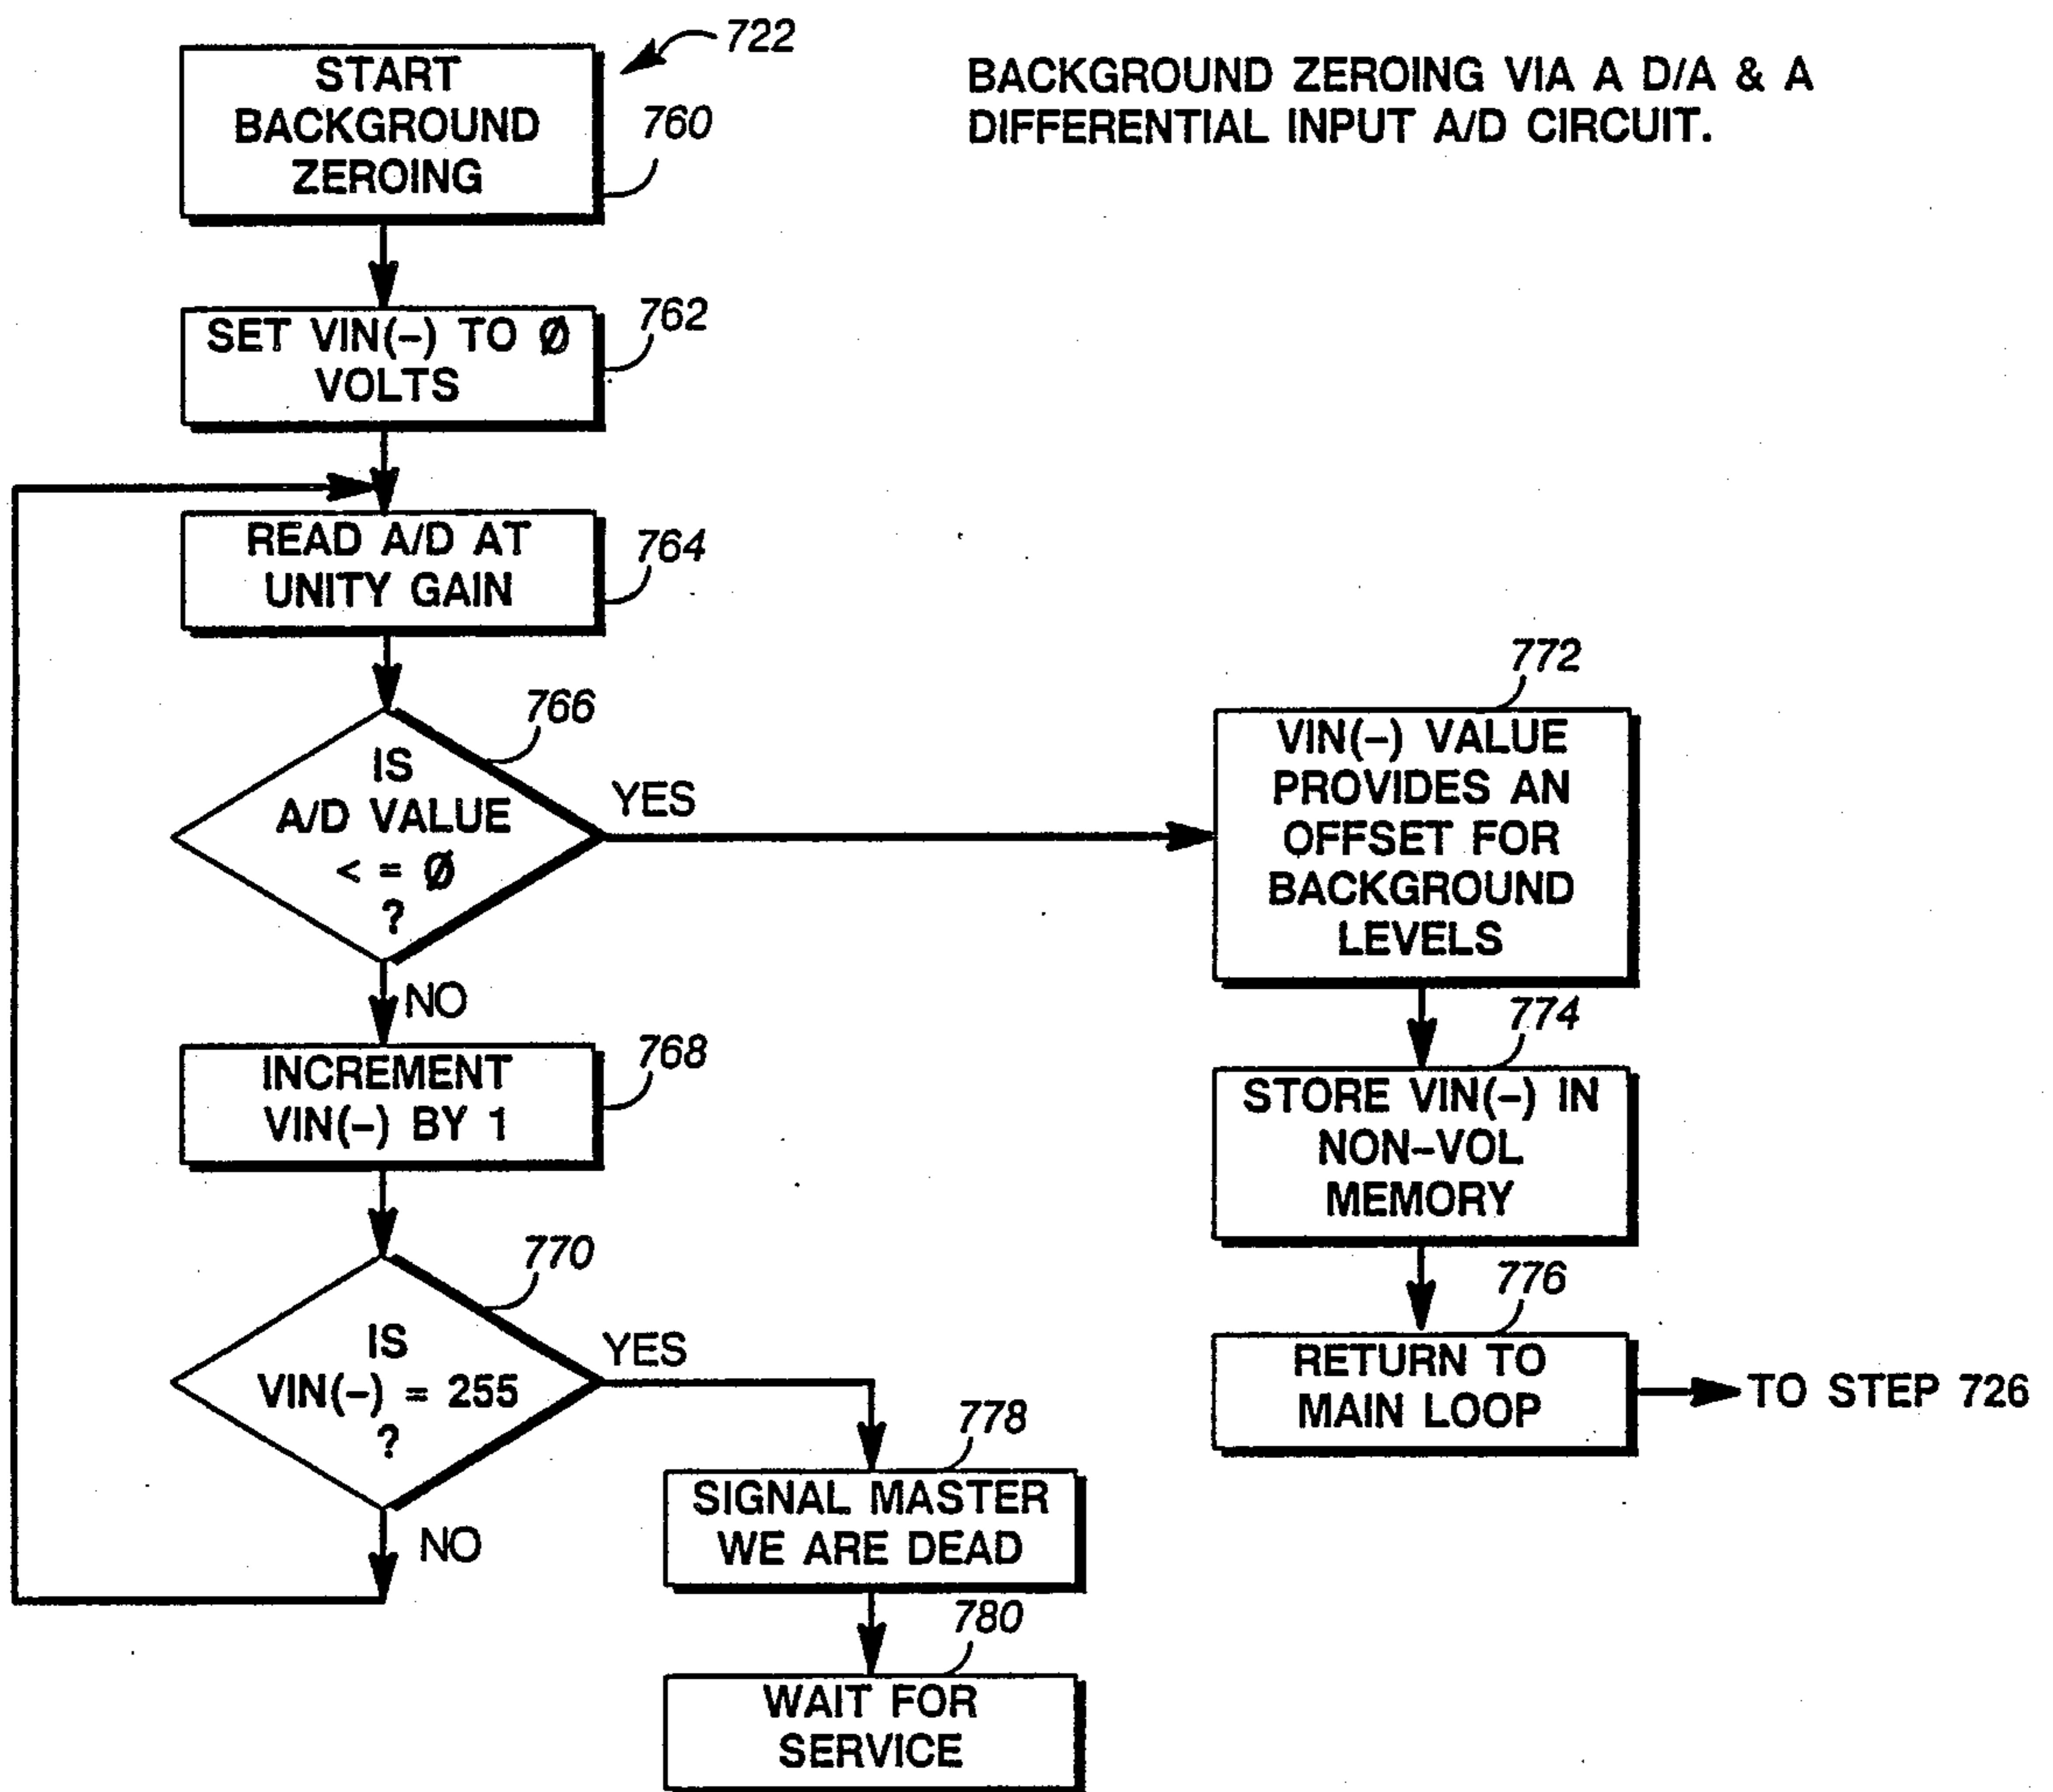 722
START
BACKGROUND
ZEROING
760
BACKGROUND ZEROING VIA A D/A & A
DIFFERENTIAL INPUT A/D CIRCUIT.
SET VIN(-) TO Ø
VOLTS
762
READ A/D AT
UNITY GAIN
764
IS
A/D VALUE
< = Ø
?
766
YES
NO
772
VIN(-) VALUE
PROVIDES AN
OFFSET FOR
BACKGROUND
LEVELS
INCREMENT
VIN(-) BY 1
768
774
STORE VIN(-) IN
NON-VOL
MEMORY
IS
VIN(-) = 255
?
770
YES
NO
776
RETURN TO
MAIN LOOP
TO STEP 726
778
SIGNAL MASTER
WE ARE DEAD
780
WAIT FOR
SERVICE